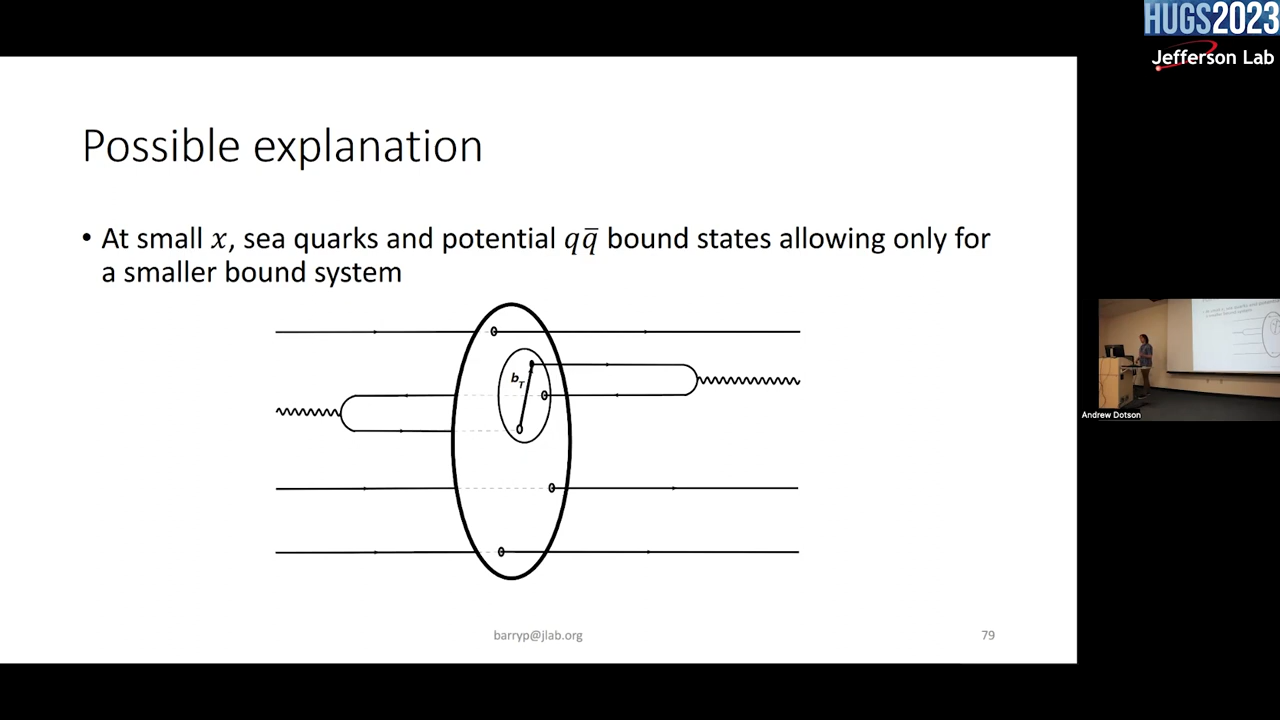 HUGS2023
Jefferson Lab
Possible explanation
• At small x, sea quarks and potential qq̄ bound states allowing only for
a smaller bound system
b_T
Andrew Dotson
barryp@jlab.org
79